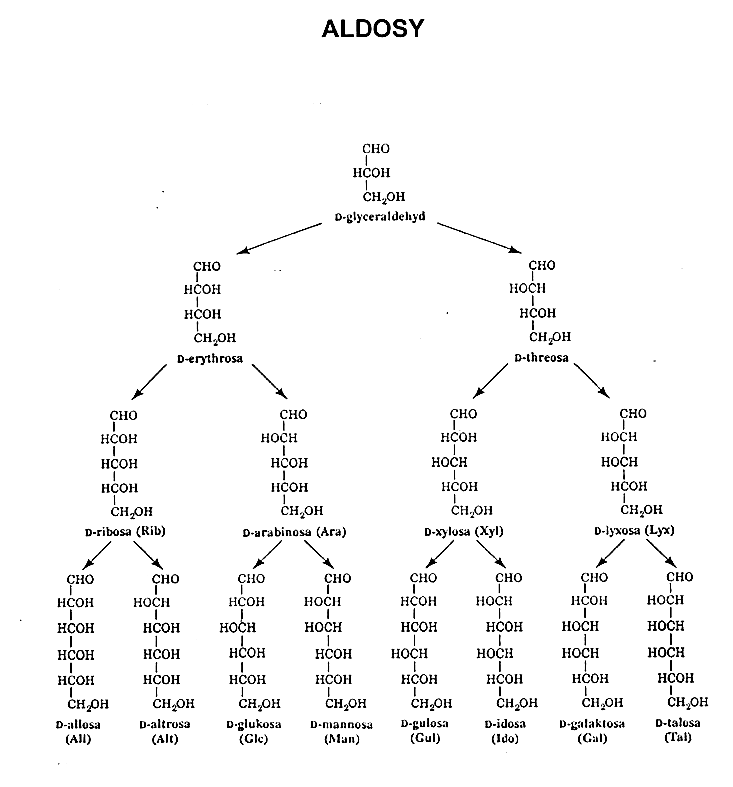 ALDOSY
CHO
HCOH
CH₂OH
D-glyceraldehyd
CHO
HCOH
HCOH
CH₂OH
D-erythrosa
CHO
HOCH
HCOH
CH₂OH
D-threosa
CHO
HCOH
HCOH
HCOH
CH₂OH
D-ribosa (Rib)
CHO
HOCH
HCOH
HCOH
CH₂OH
D-arabinosa (Ara)
CHO
HCOH
HOCH
HCOH
CH₂OH
D-xylosa (Xyl)
CHO
HOCH
HOCH
HCOH
CH₂OH
D-lyxosa (Lyx)
CHO
HCOH
HCOH
HCOH
HCOH
CH₂OH
D-allosa
(All)
CHO
HOCH
HCOH
HCOH
HCOH
CH₂OH
D-altrosa
(Alt)
CHO
HCOH
HOCH
HCOH
HCOH
CH₂OH
D-glukosa
(Glc)
CHO
HOCH
HOCH
HCOH
HCOH
CH₂OH
D-mannosa
(Man)
CHO
HCOH
HCOH
HOCH
HCOH
CH₂OH
D-gulosa
(Gul)
CHO
HOCH
HCOH
HOCH
HCOH
CH₂OH
D-idosa
(Ido)
CHO
HCOH
HOCH
HOCH
HCOH
CH₂OH
D-galaktosa
(Gal)
CHO
HOCH
HOCH
HOCH
HCOH
CH₂OH
D-talosa
(Tal)